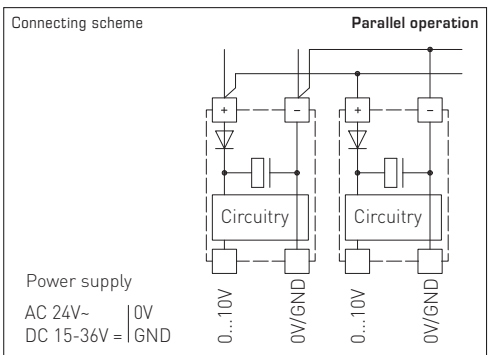 Connecting scheme
Parallel operation
+ − + −
Circuitry Circuitry
Power supply
AC 24V~ 0V
DC 15-36V = GND
0...10V
0V/GND
0...10V
0V/GND